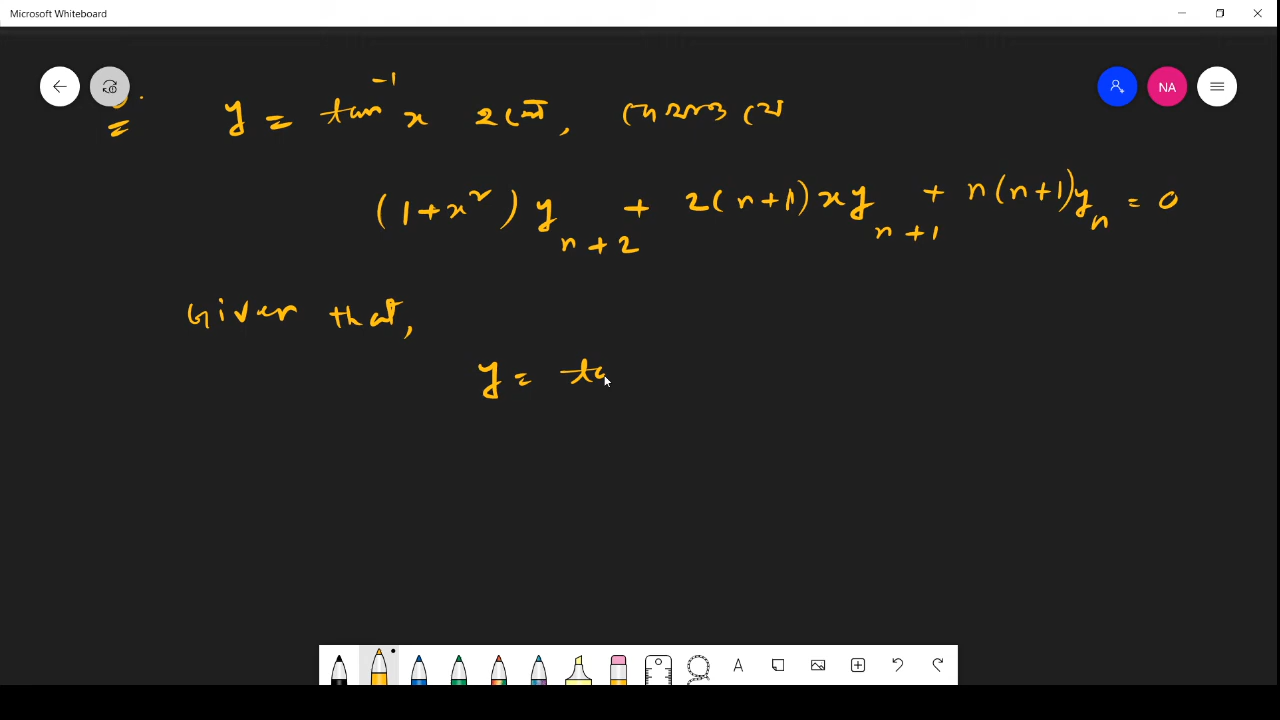 Microsoft Whiteboard
NA
y = tan⁻¹ x হলে, দেখাও যে
(1+x²) yₙ₊₂ + 2(n+1)xyₙ₊₁ + n(n+1)yₙ = 0
Given that,
y = ta
A